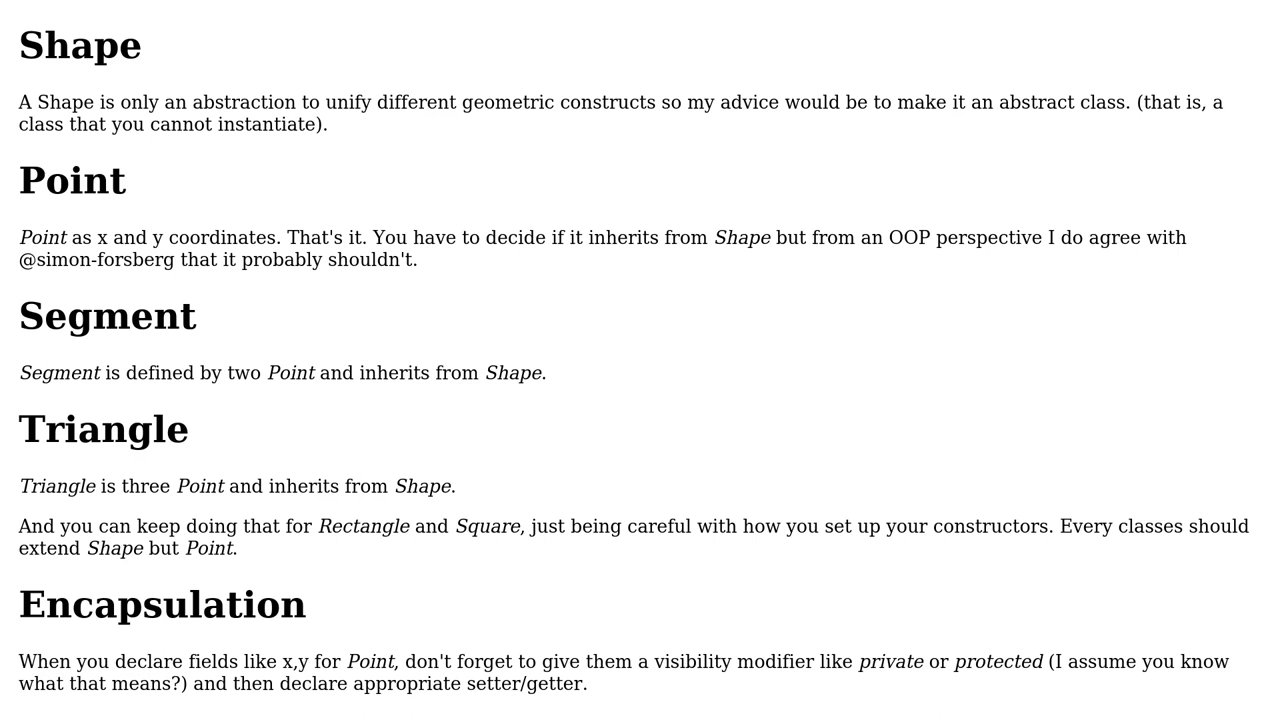 Shape
A Shape is only an abstraction to unify different geometric constructs so my advice would be to make it an abstract class. (that is, a
class that you cannot instantiate).
Point
Point as x and y coordinates. That's it. You have to decide if it inherits from Shape but from an OOP perspective I do agree with
@simon-forsberg that it probably shouldn't.
Segment
Segment is defined by two Point and inherits from Shape.
Triangle
Triangle is three Point and inherits from Shape.
And you can keep doing that for Rectangle and Square, just being careful with how you set up your constructors. Every classes should
extend Shape but Point.
Encapsulation
When you declare fields like x,y for Point, don't forget to give them a visibility modifier like private or protected (I assume you know
what that means?) and then declare appropriate setter/getter.